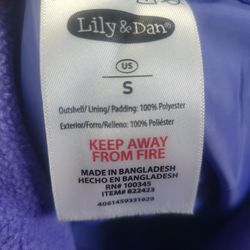 Lily & Dan®
US
S
Outshell/ Lining/ Padding: 100% Polyester
Exterior/Forro/Relleno: 100% Poliéster
KEEP AWAY
FROM FIRE
MADE IN BANGLADESH
HECHO EN BANGLADESH
RN# 100345
ITEM# 822423
4061459331929